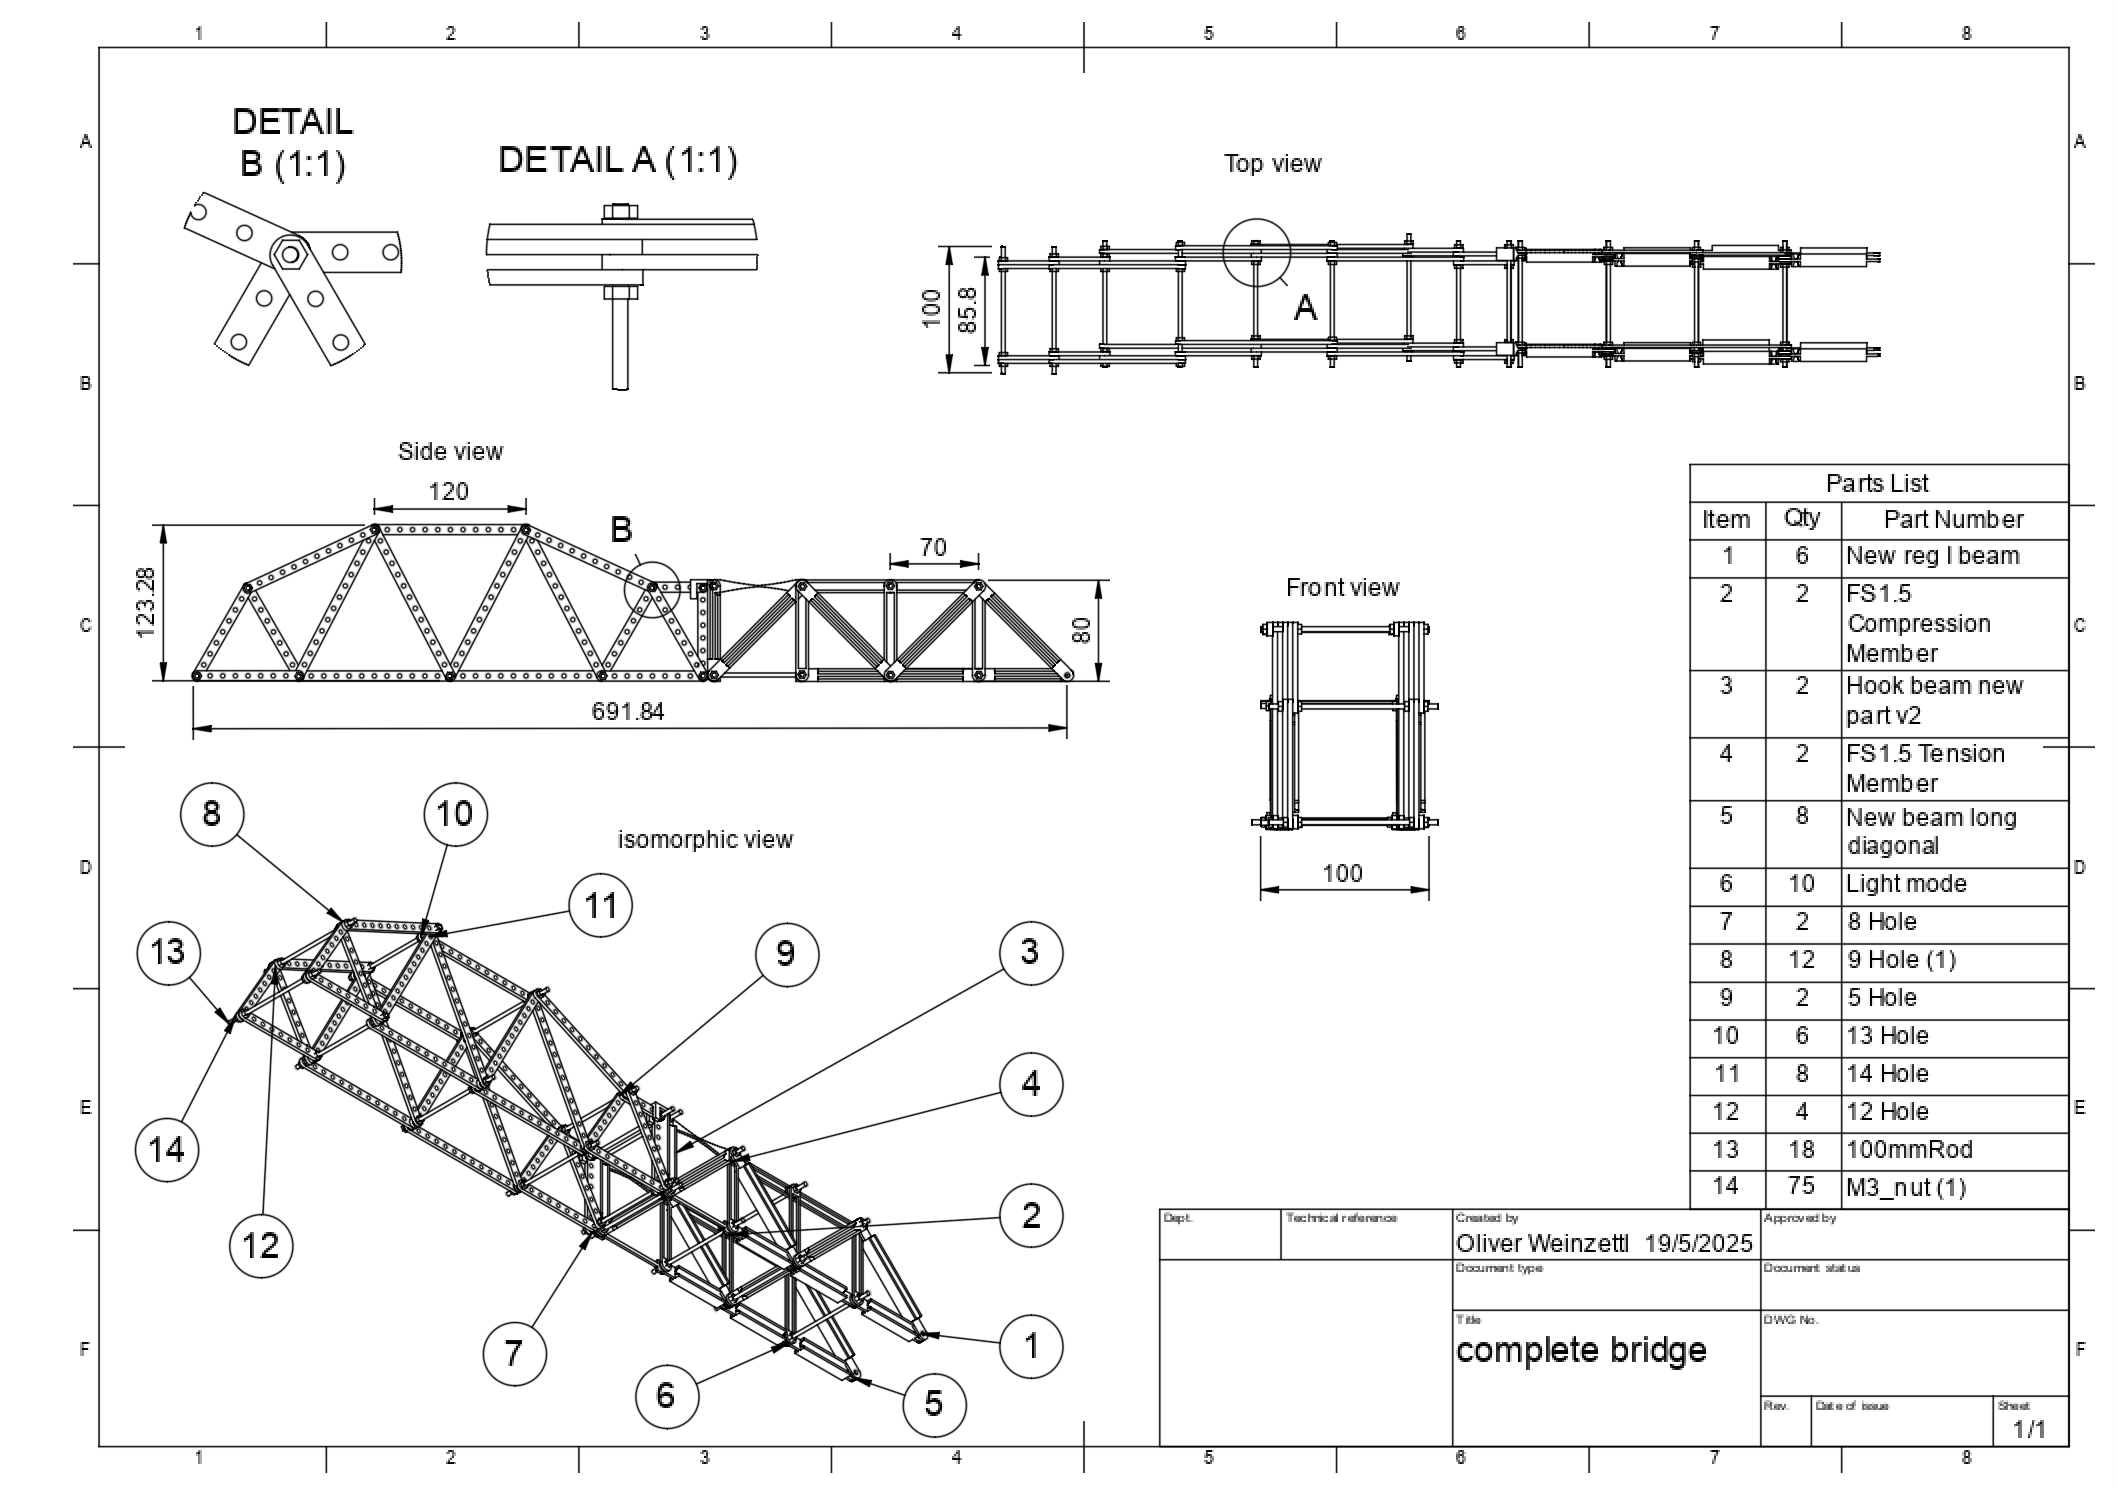 1 2 3 4 5 6 7 8
A
B
C
D
E
F
A
B
C
D
E
F
DETAIL
B (1:1)
DETAIL A (1:1)
Top view
100
85.8
A
Side view
120
B
70
123.28
80
691.84
Front view
100
isomorphic view
8
10
11
13
9
3
4
14
2
12
7
1
6
5
Parts List
Item Qty Part Number
1 6 New reg I beam
2 2 FS1.5
Compression
Member
3 2 Hook beam new
part v2
4 2 FS1.5 Tension
Member
5 8 New beam long
diagonal
6 10 Light mode
7 2 8 Hole
8 12 9 Hole (1)
9 2 5 Hole
10 6 13 Hole
11 8 14 Hole
12 4 12 Hole
13 18 100mmRod
14 75 M3_nut (1)
Dept. Technical reference Created by Approved by
Oliver Weinzettl 19/5/2025
Document type Document status
Title DWG No.
complete bridge
Rev. Date of issue Sheet
1/1
1 2 3 4 5 6 7 8